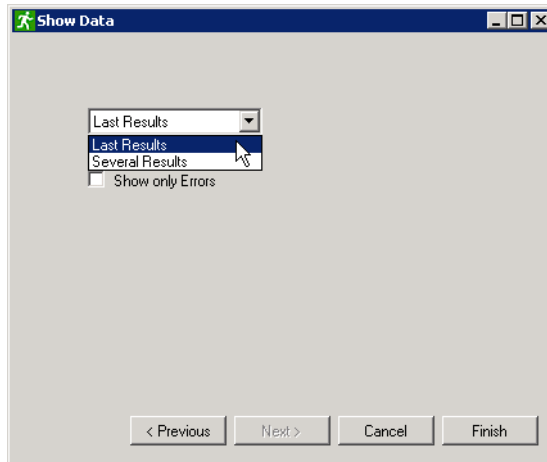 Show Data
Last Results
Last Results
Several Results
Show only Errors
< Previous Next > Cancel Finish